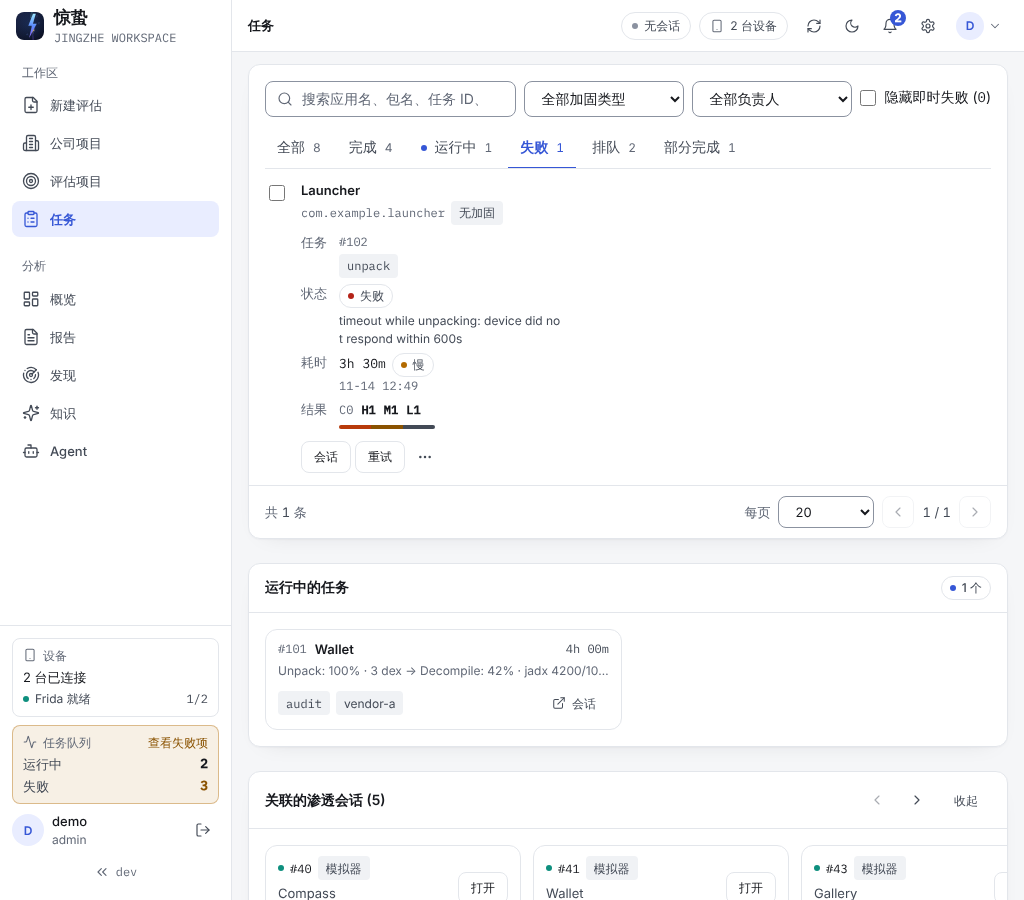 惊蛰
JINGZHE WORKSPACE
工作区
新建评估
公司项目
评估项目
任务
分析
概览
报告
发现
知识
Agent
设备
2 台已连接
Frida 就绪 1/2
任务队列 查看失败项
运行中 2
失败 3
D demo
admin
dev
任务
无会话
2 台设备
2
D
搜索应用名、包名、任务 ID、
全部加固类型
全部负责人
隐藏即时失败 (0)
全部 8 完成 4 运行中 1 失败 1 排队 2 部分完成 1
Launcher
com.example.launcher 无加固
任务 #102
unpack
状态 失败
timeout while unpacking: device did no
t respond within 600s
耗时 3h 30m 慢
11-14 12:49
结果 C0 H1 M1 L1
会话 重试 ···
共 1 条 每页 20 1 / 1
运行中的任务 1 个
#101 Wallet 4h 00m
Unpack: 100% · 3 dex → Decompile: 42% · jadx 4200/10...
audit vendor-a 会话
关联的渗透会话 (5) 收起
#40 模拟器
Compass 打开
#41 模拟器
Wallet 打开
#43 模拟器
Gallery